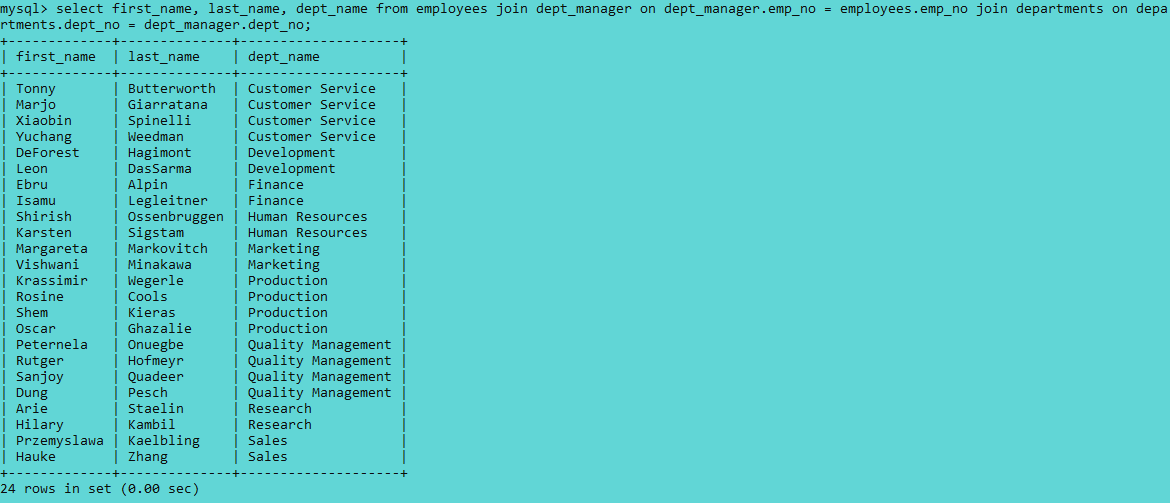 mysql> select first_name, last_name, dept_name from employees join dept_manager on dept_manager.emp_no = employees.emp_no join departments on depa
rtments.dept_no = dept_manager.dept_no;
+-------------+--------------+--------------------+
| first_name  | last_name    | dept_name          |
+-------------+--------------+--------------------+
| Tonny       | Butterworth  | Customer Service   |
| Marjo       | Giarratana   | Customer Service   |
| Xiaobin     | Spinelli     | Customer Service   |
| Yuchang     | Weedman      | Customer Service   |
| DeForest    | Hagimont     | Development        |
| Leon        | DasSarma     | Development        |
| Ebru        | Alpin        | Finance            |
| Isamu       | Legleitner   | Finance            |
| Shirish     | Ossenbruggen | Human Resources    |
| Karsten     | Sigstam      | Human Resources    |
| Margareta   | Markovitch   | Marketing          |
| Vishwani    | Minakawa     | Marketing          |
| Krassimir   | Wegerle      | Production         |
| Rosine      | Cools        | Production         |
| Shem        | Kieras       | Production         |
| Oscar       | Ghazalie     | Production         |
| Peternela   | Onuegbe      | Quality Management |
| Rutger      | Hofmeyr      | Quality Management |
| Sanjoy      | Quadeer      | Quality Management |
| Dung        | Pesch        | Quality Management |
| Arie        | Staelin      | Research           |
| Hilary      | Kambil       | Research           |
| Przemyslawa | Kaelbling    | Sales              |
| Hauke       | Zhang        | Sales              |
+-------------+--------------+--------------------+
24 rows in set (0.00 sec)